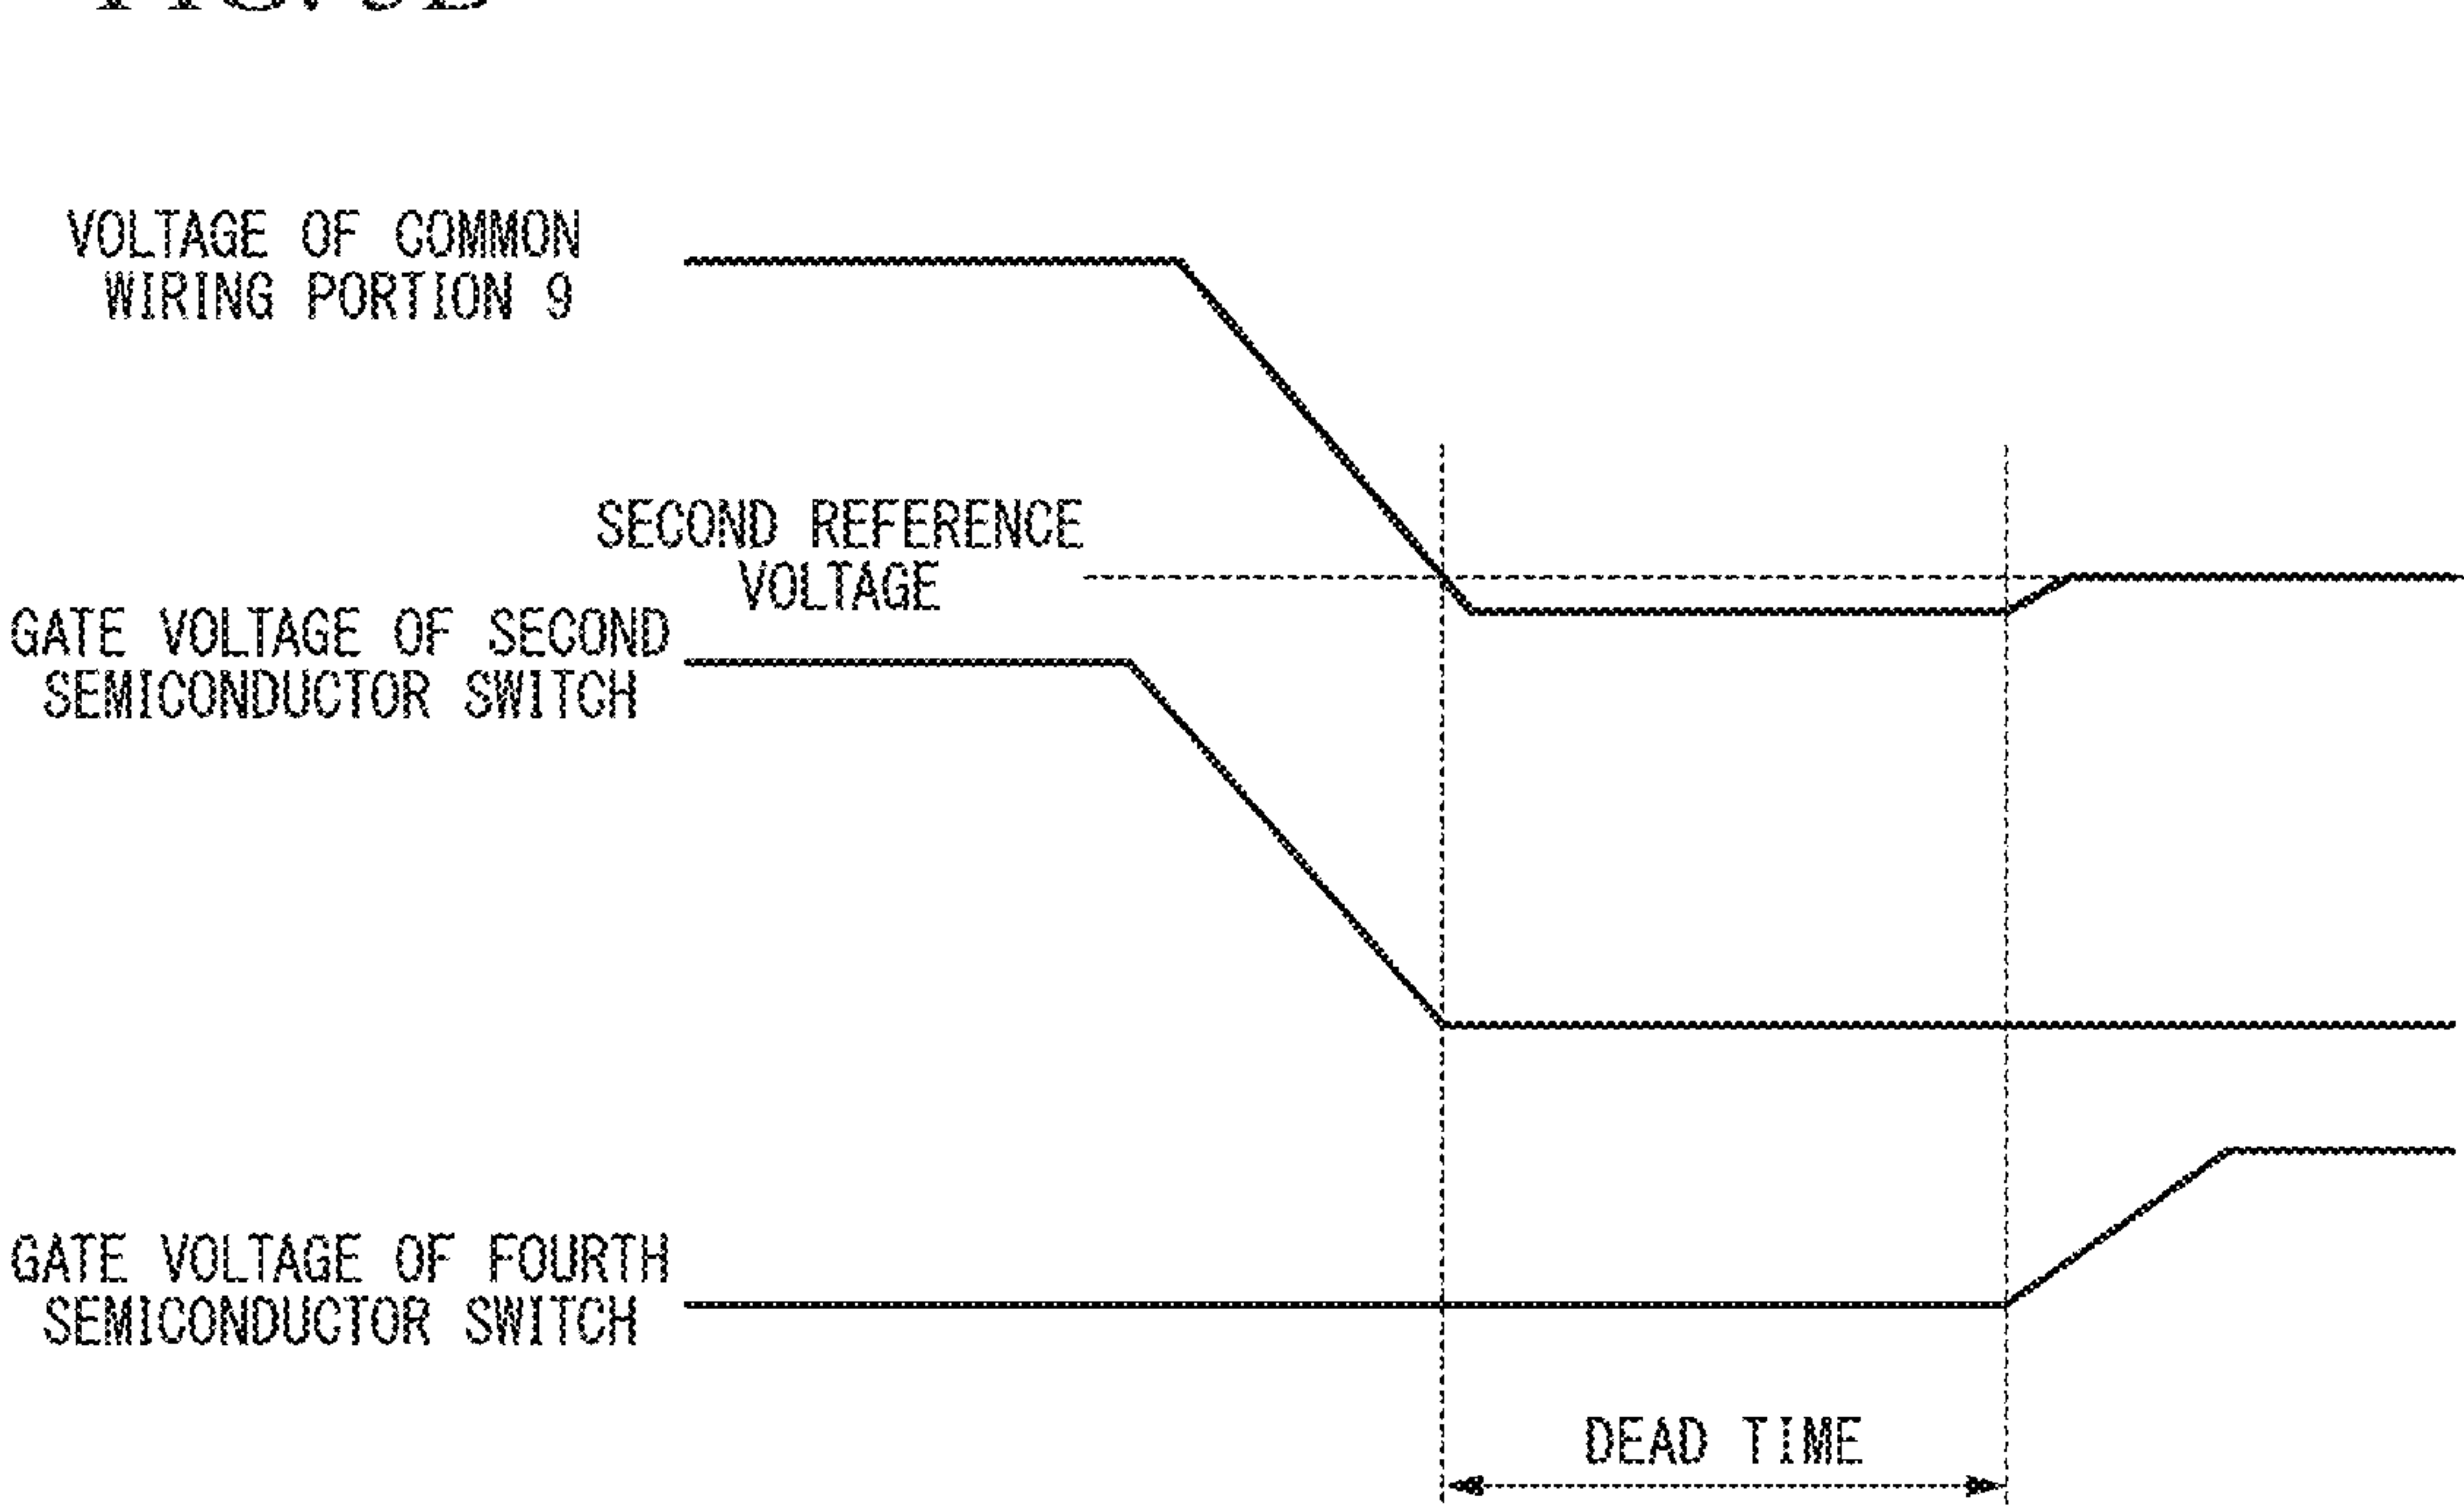 VOLTAGE OF COMMON
WIRING PORTION 9
SECOND REFERENCE
VOLTAGE
GATE VOLTAGE OF SECOND
SEMICONDUCTOR SWITCH
GATE VOLTAGE OF FOURTH
SEMICONDUCTOR SWITCH
DEAD TIME